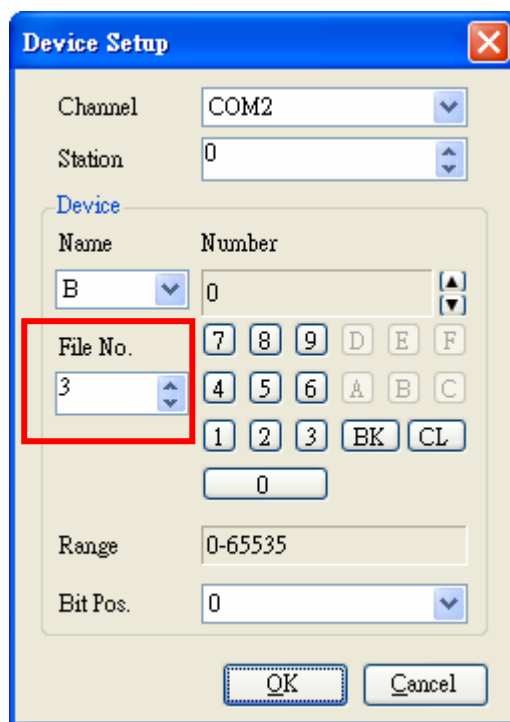 Device Setup
Channel COM2
Station 0
Device
Name Number
B 0
File No. 7 8 9 D E F
3 4 5 6 A B C
1 2 3 BK CL
0
Range 0-65535
Bit Pos. 0
OK Cancel